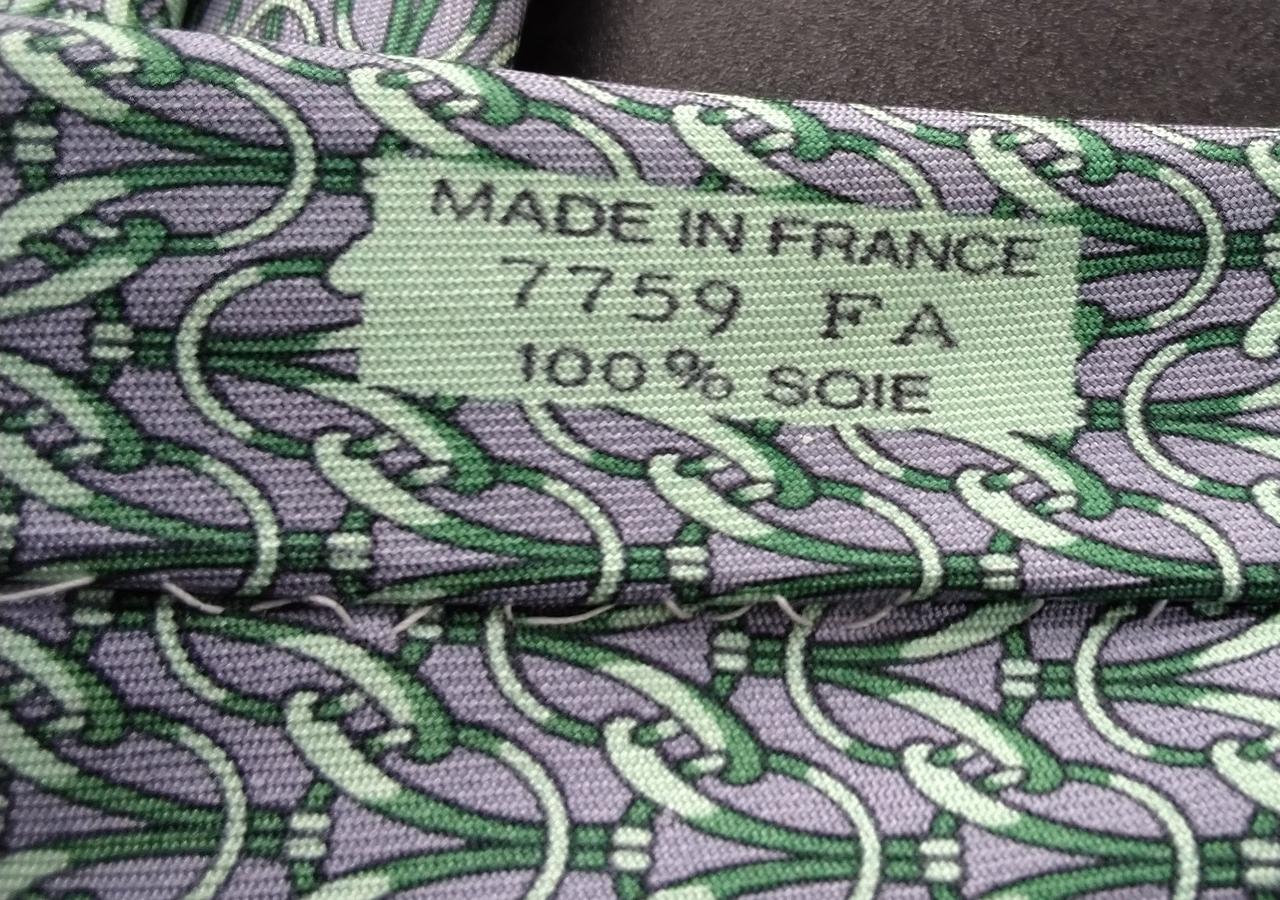 MADE IN FRANCE
7759 FA
100% SOIE